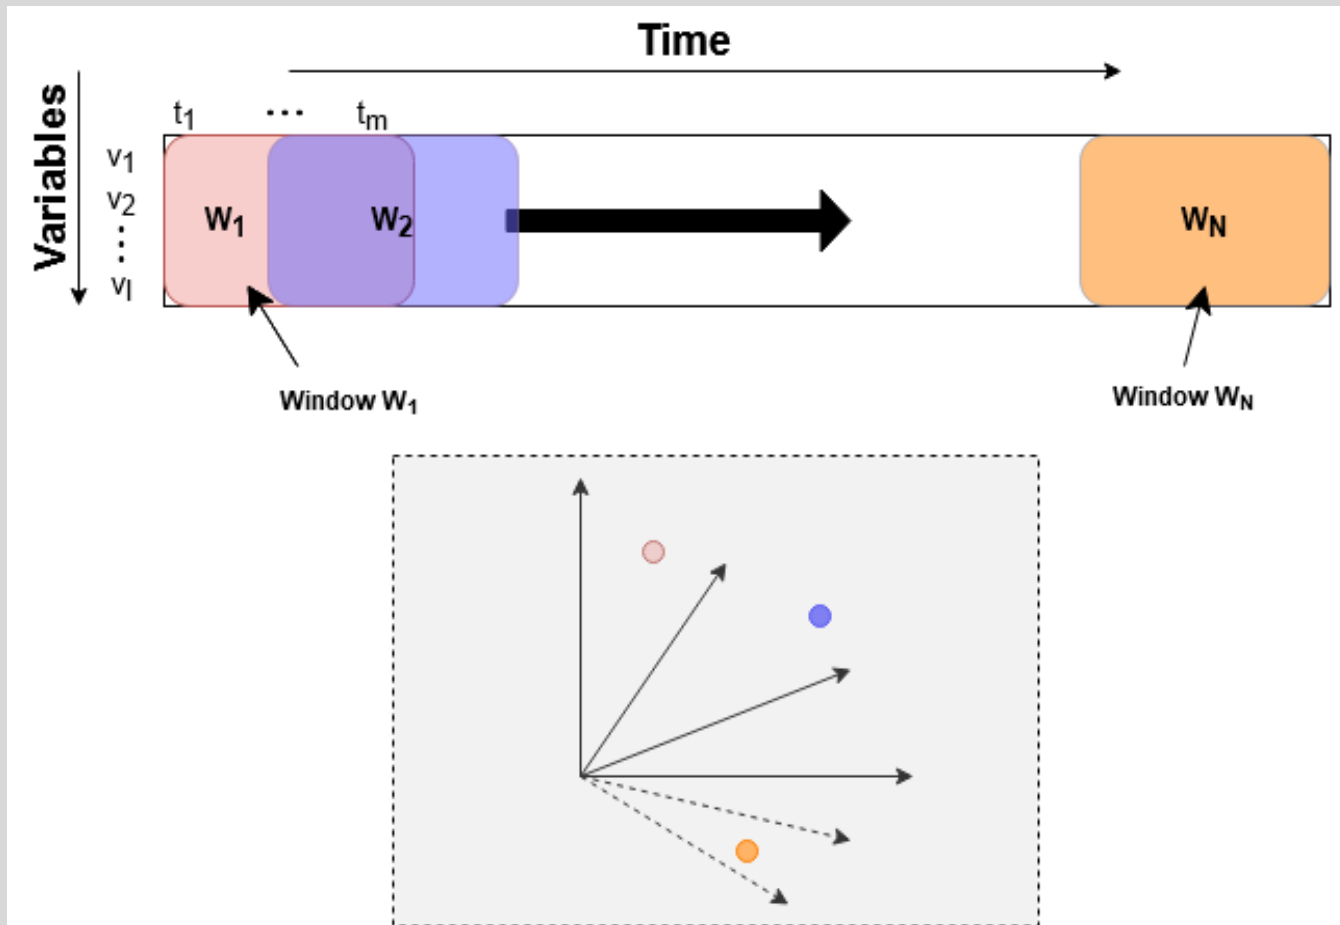 Time
Variables
t1 ... tm
v1
v2
⋮
vl
W1
W2
WN
Window W1
Window WN